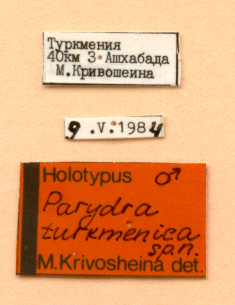 Туркмения
40км З. Ашхабада
М.Кривошеина
9.V.1984
Holotypus ♂
Parydra
turkmenica
sp.n.
M.Krivosheina det.